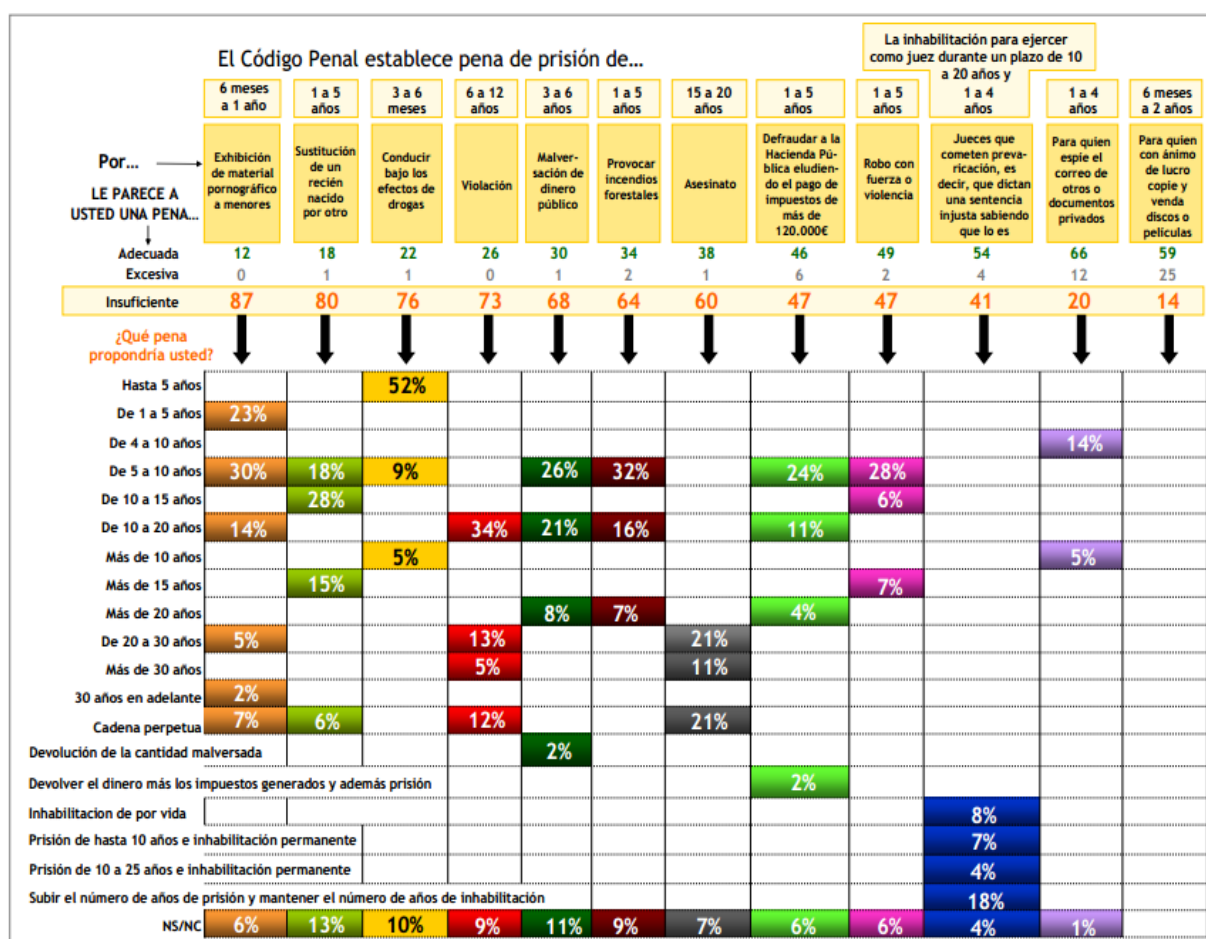 El Código Penal establece pena de prisión de...
La inhabilitación para ejercer
como juez durante un plazo de 10
a 20 años y
6 meses
a 1 año
1 a 5
años
3 a 6
meses
6 a 12
años
3 a 6
años
1 a 5
años
15 a 20
años
1 a 5
años
1 a 5
años
1 a 4
años
1 a 4
años
6 meses
a 2 años
Por...
LE PARECE A
USTED UNA PENA...
Exhibición
de material
pornográfico
a menores
Sustitución
de un
recién
nacido
por otro
Conducir
bajo los
efectos de
drogas
Violación
Malver-
sación de
dinero
público
Provocar
incendios
forestales
Asesinato
Defraudar a la
Hacienda Pú-
blica eludien-
do el pago de
impuestos de
más de
120.000€
Robo con
fuerza o
violencia
Jueces que
cometen preva-
ricación, es
decir, que dictan
una sentencia
injusta sabiendo
que lo es
Para quien
espíe el
correo de
otros o
documentos
privados
Para quien
con ánimo
de lucro
copie y
venda
discos o
películas
Adecuada 12 18 22 26 30 34 38 46 49 54 66 59
Excesiva 0 1 1 0 1 2 1 6 2 4 12 25
Insuficiente 87 80 76 73 68 64 60 47 47 41 20 14
¿Qué pena
propondría usted?
Hasta 5 años 52%
De 1 a 5 años 23%
De 4 a 10 años 14%
De 5 a 10 años 30% 18% 9% 26% 32% 24% 28%
De 10 a 15 años 28% 6%
De 10 a 20 años 14% 34% 21% 16% 11%
Más de 10 años 5% 5%
Más de 15 años 15% 7%
Más de 20 años 8% 7% 4%
De 20 a 30 años 5% 13% 21%
Más de 30 años 5% 11%
30 años en adelante 2%
Cadena perpetua 7% 6% 12% 21%
Devolución de la cantidad malversada 2%
Devolver el dinero más los impuestos generados y además prisión 2%
Inhabilitacion de por vida 8%
Prisión de hasta 10 años e inhabilitación permanente 7%
Prisión de 10 a 25 años e inhabilitación permanente 4%
Subir el número de años de prisión y mantener el número de años de inhabilitación 18%
NS/NC 6% 13% 10% 9% 11% 9% 7% 6% 6% 4% 1%